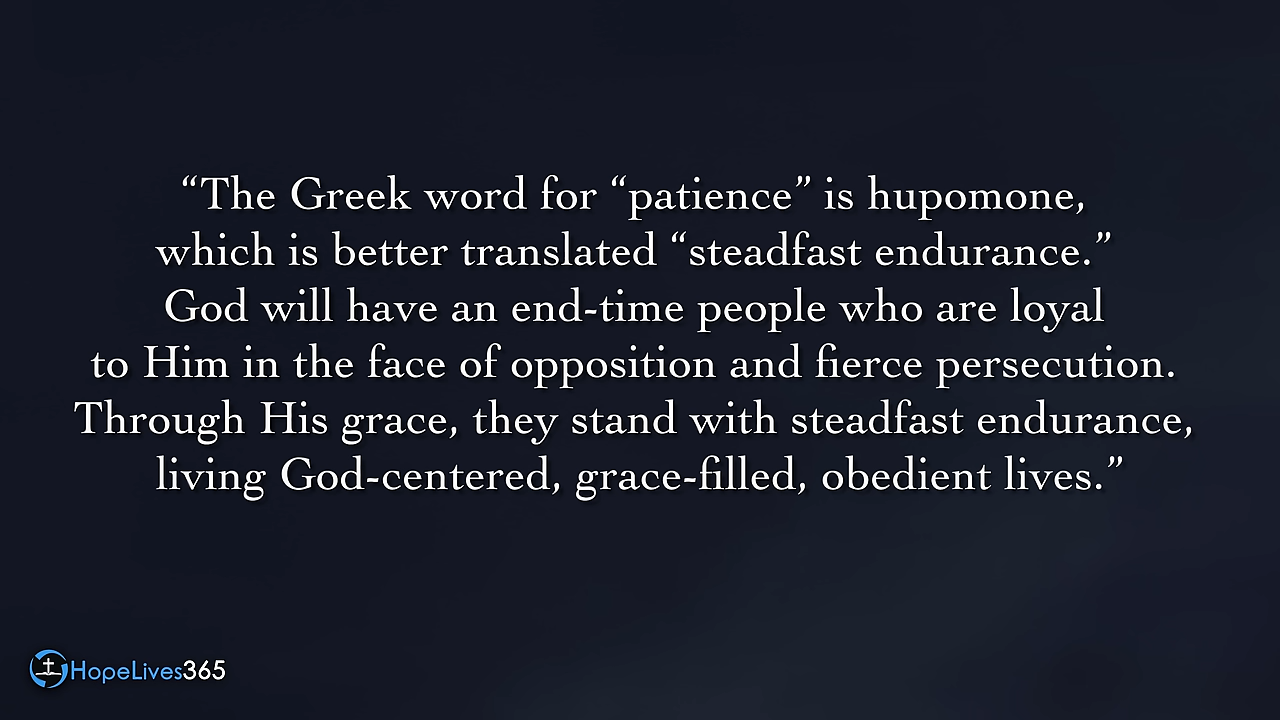 “The Greek word for “patience” is hupomone,
which is better translated “steadfast endurance.”
God will have an end-time people who are loyal
to Him in the face of opposition and fierce persecution.
Through His grace, they stand with steadfast endurance,
living God-centered, grace-filled, obedient lives.”
HopeLives365